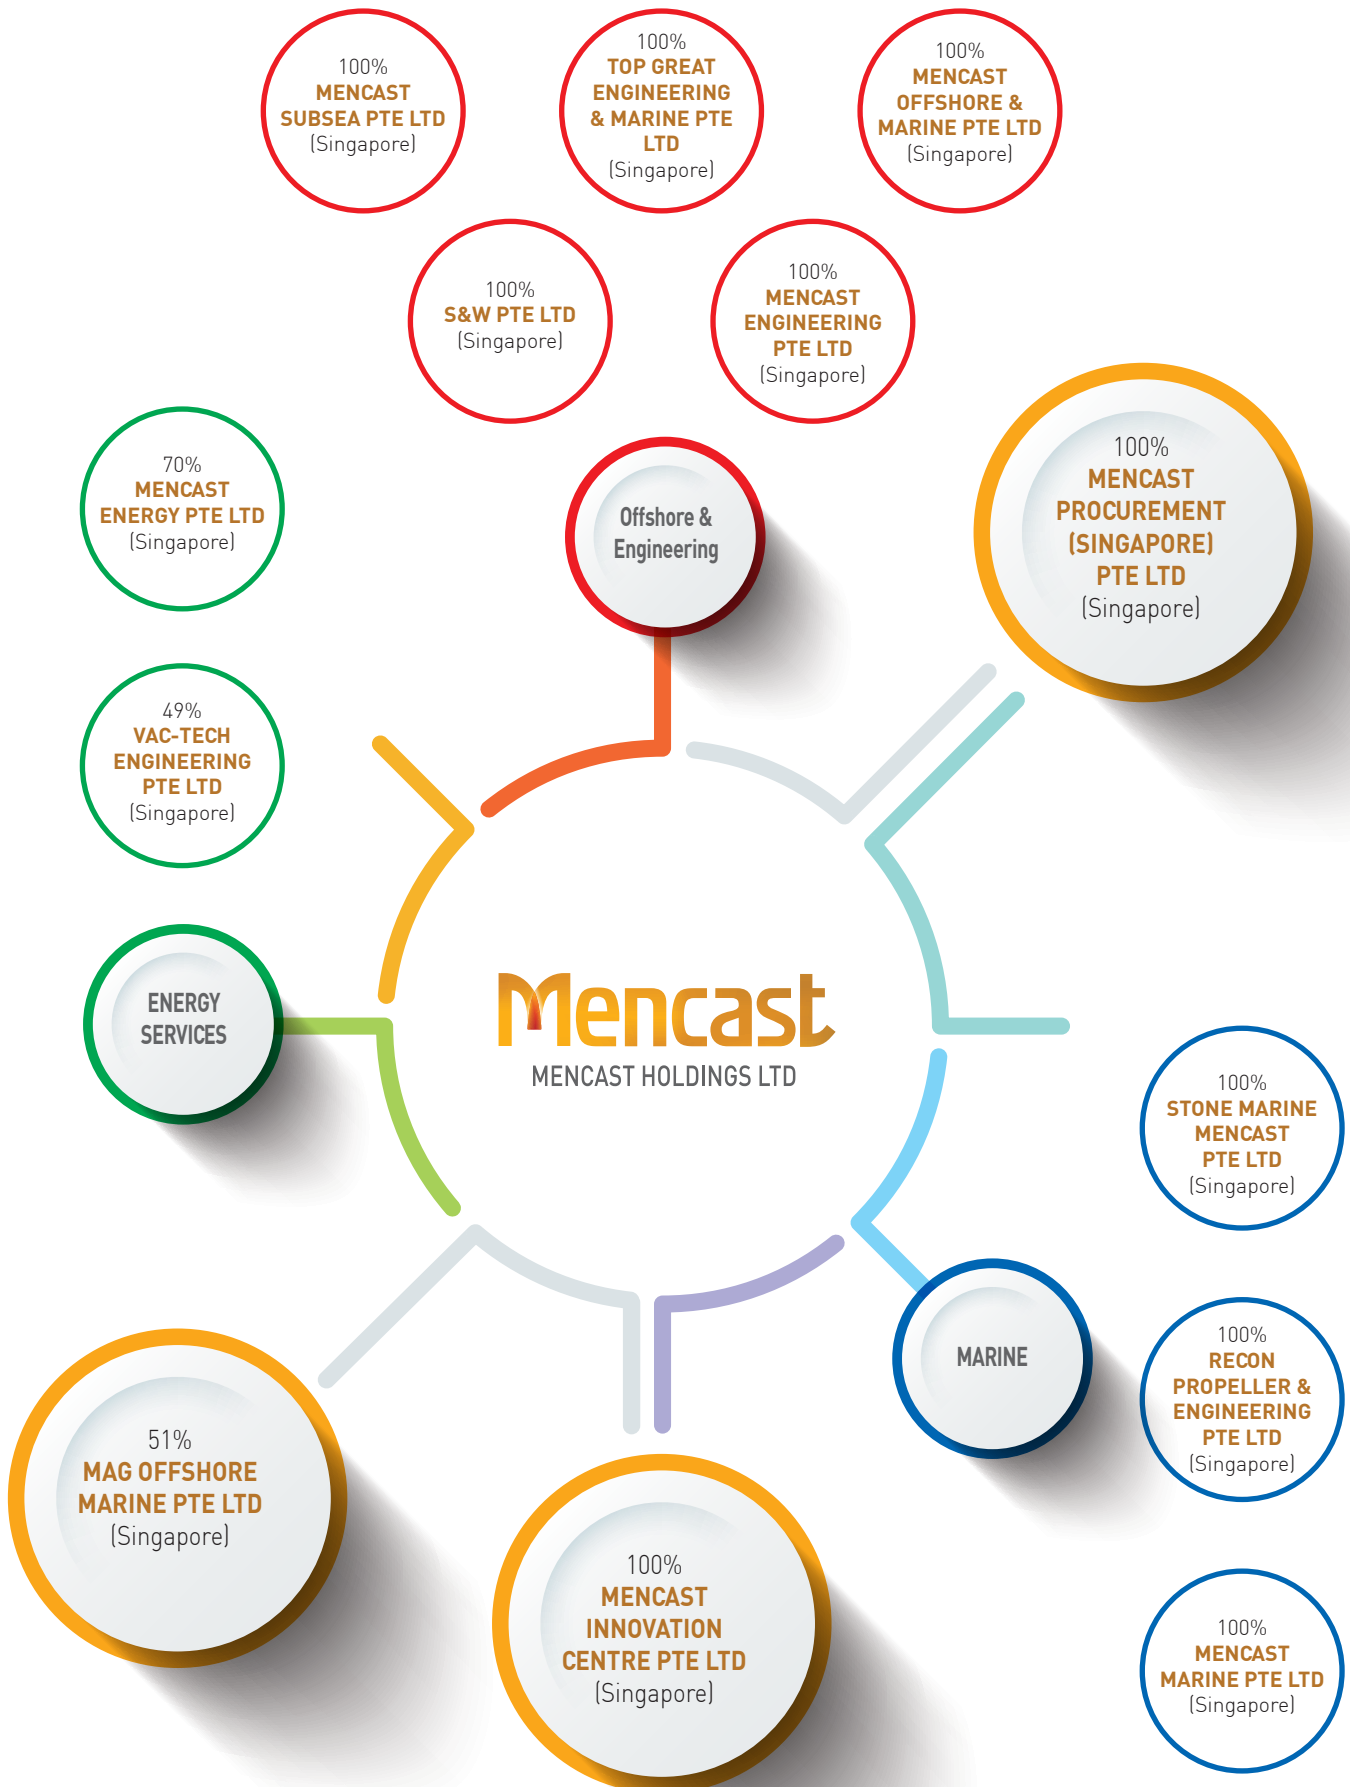 100%
MENCAST
SUBSEA PTE LTD
(Singapore)
100%
TOP GREAT
ENGINEERING
& MARINE PTE
LTD
(Singapore)
100%
MENCAST
OFFSHORE &
MARINE PTE LTD
(Singapore)
100%
S&W PTE LTD
(Singapore)
100%
MENCAST
ENGINEERING
PTE LTD
(Singapore)
70%
MENCAST
ENERGY PTE LTD
(Singapore)
Offshore &
Engineering
100%
MENCAST
PROCUREMENT
(SINGAPORE)
PTE LTD
(Singapore)
49%
VAC-TECH
ENGINEERING
PTE LTD
(Singapore)
ENERGY
SERVICES
Mencast
MENCAST HOLDINGS LTD
100%
STONE MARINE
MENCAST
PTE LTD
(Singapore)
MARINE
100%
RECON
PROPELLER &
ENGINEERING
PTE LTD
(Singapore)
51%
MAG OFFSHORE
MARINE PTE LTD
(Singapore)
100%
MENCAST
INNOVATION
CENTRE PTE LTD
(Singapore)
100%
MENCAST
MARINE PTE LTD
(Singapore)